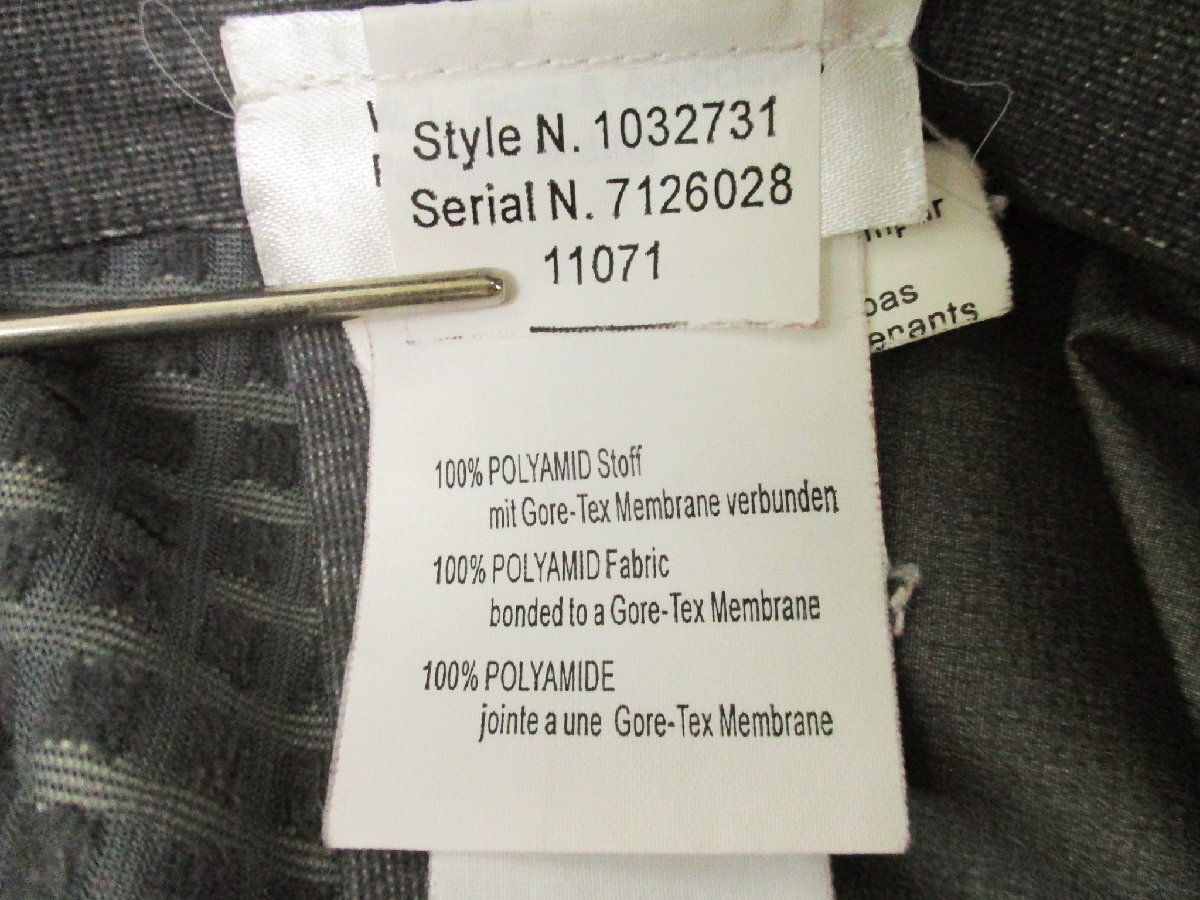 Style N. 1032731
Serial N. 7126028
11071
pas
100% POLYAMID Stoff
mit Gore-Tex Membrane verbunden
100% POLYAMID Fabric
bonded to a Gore-Tex Membrane
100% POLYAMIDE
jointe a une Gore-Tex Membrane